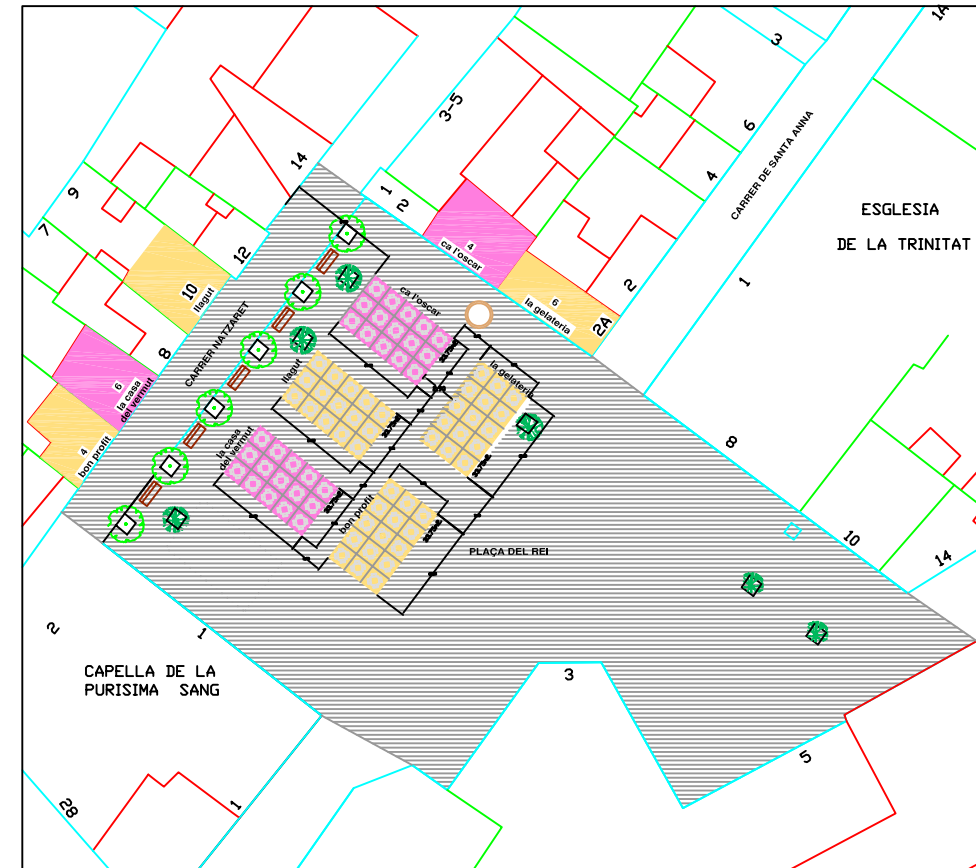 14
3
3-5
6
14
9
1
2
4
CARRER DE SANTA ANNA
ESGLESIA
DE LA TRINITAT
7
12
4
ca l'oscar
10
llagut
6
la gelateria
2A
2
1
CARRER NATZARET
ca l'oscar
8
6
la casa
del vermut
llagut
la gelateria
4
bon profit
la casa
del vermut
bon profit
8
10
14
PLAÇA DEL REI
2
1
CAPELLA DE LA
PURISIMA SANG
3
5
28
1